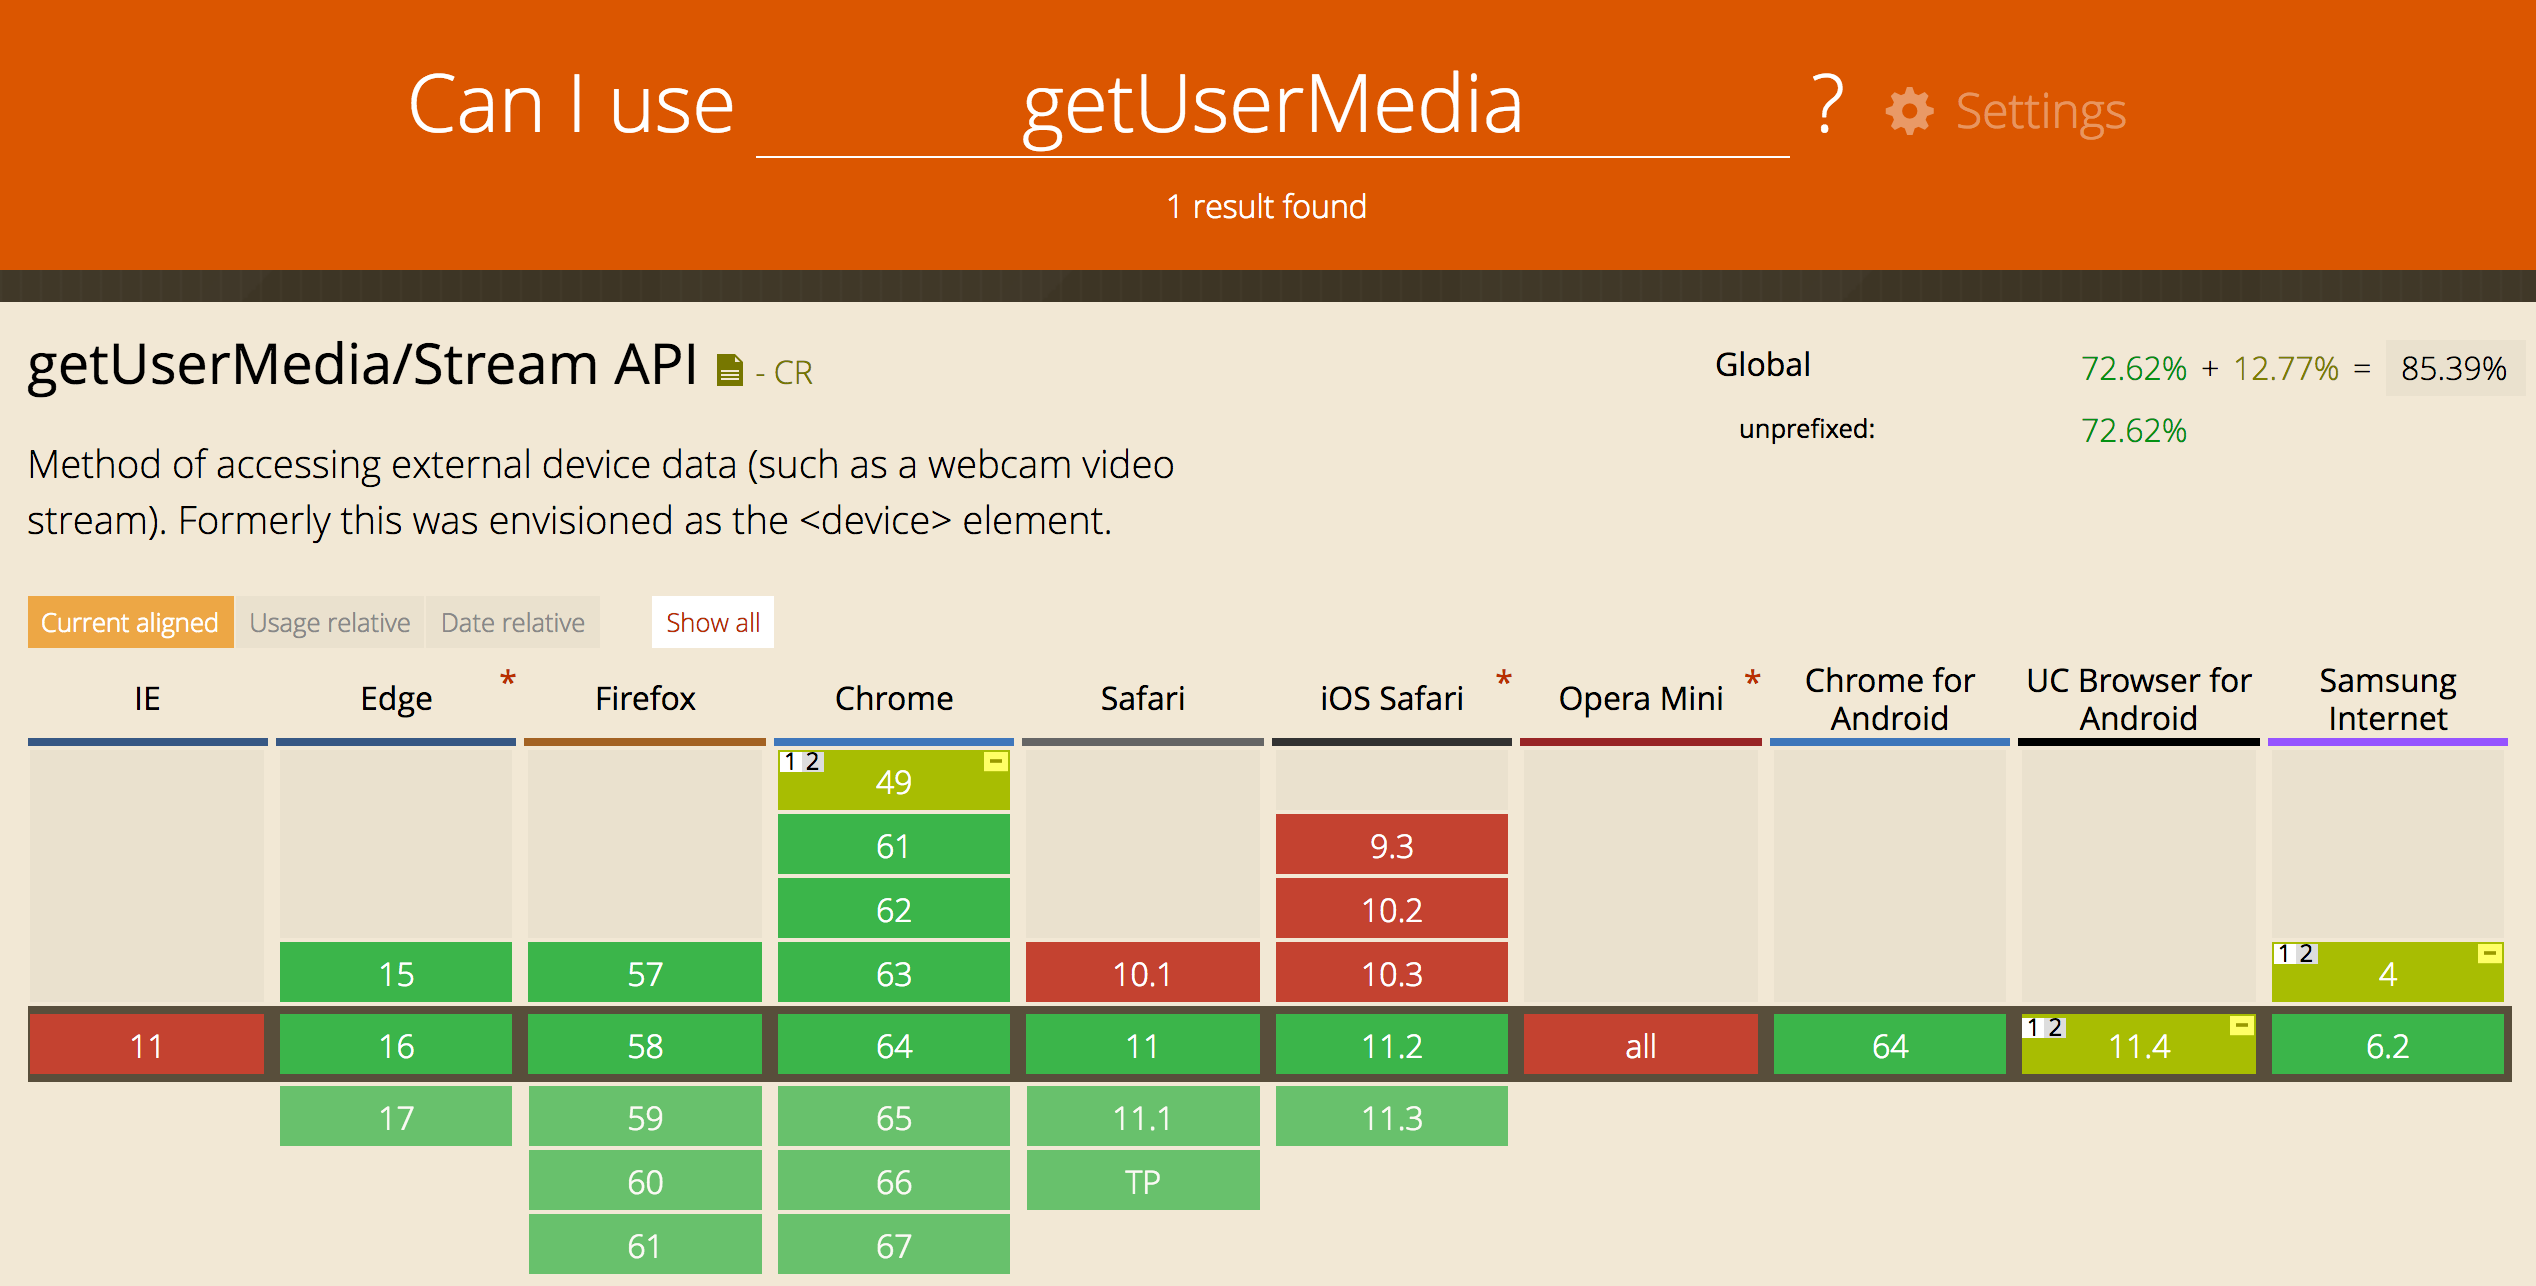 Can I use getUserMedia ? Settings
1 result found
getUserMedia/Stream API - CR
Global 72.62% + 12.77% = 85.39%
unprefixed: 72.62%
Method of accessing external device data (such as a webcam video
stream). Formerly this was envisioned as the <device> element.
Current aligned Usage relative Date relative Show all
IE Edge * Firefox Chrome Safari iOS Safari * Opera Mini * Chrome for Android UC Browser for Android Samsung Internet
1 2 49 -
61 9.3
62 10.2
15 57 63 10.1 10.3 1 2 4 -
11 16 58 64 11 11.2 all 64 1 2 11.4 - 6.2
17 59 65 11.1 11.3
60 66 TP
61 67